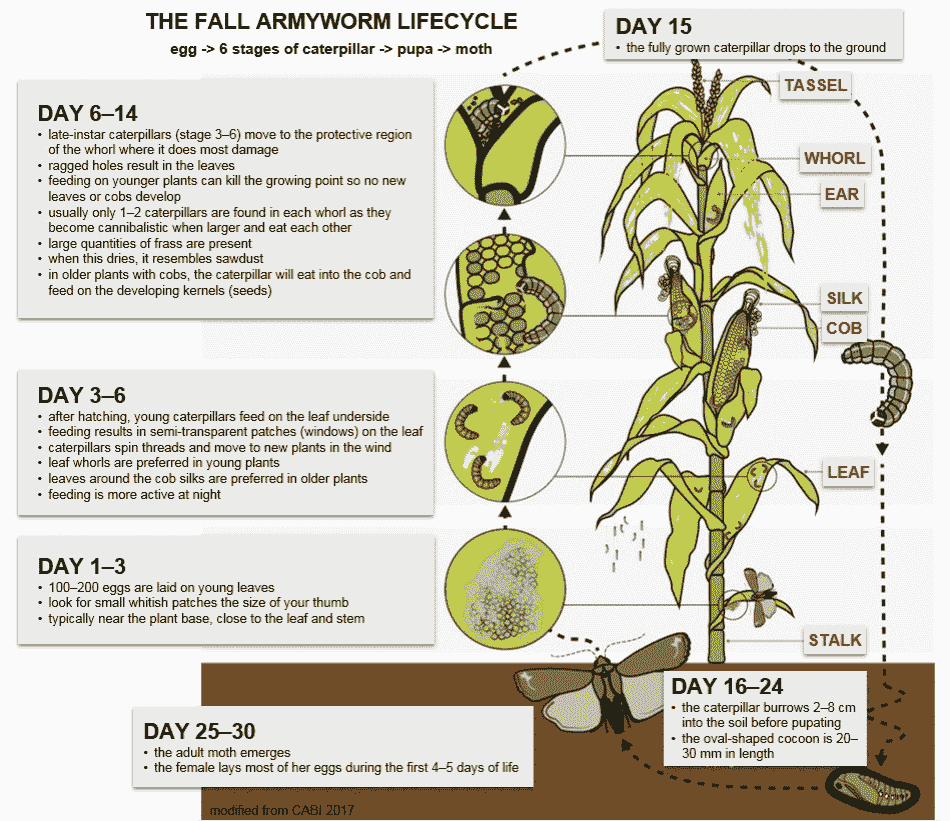 THE FALL ARMYWORM LIFECYCLE
egg -> 6 stages of caterpillar -> pupa -> moth
DAY 15
• the fully grown caterpillar drops to the ground
TASSEL
DAY 6–14
• late-instar caterpillars (stage 3–6) move to the protective region
of the whorl where it does most damage
• ragged holes result in the leaves
• feeding on younger plants can kill the growing point so no new
leaves or cobs develop
• usually only 1–2 caterpillars are found in each whorl as they
become cannibalistic when larger and eat each other
• large quantities of frass are present
• when this dries, it resembles sawdust
• in older plants with cobs, the caterpillar will eat into the cob and
feed on the developing kernels (seeds)
WHORL
EAR
SILK
COB
DAY 3–6
• after hatching, young caterpillars feed on the leaf underside
• feeding results in semi-transparent patches (windows) on the leaf
• caterpillars spin threads and move to new plants in the wind
• leaf whorls are preferred in young plants
• leaves around the cob silks are preferred in older plants
• feeding is more active at night
LEAF
DAY 1–3
• 100–200 eggs are laid on young leaves
• look for small whitish patches the size of your thumb
• typically near the plant base, close to the leaf and stem
STALK
DAY 16–24
• the caterpillar burrows 2–8 cm
into the soil before pupating
• the oval-shaped cocoon is 20–
30 mm in length
DAY 25–30
• the adult moth emerges
• the female lays most of her eggs during the first 4–5 days of life
modified from CABI 2017